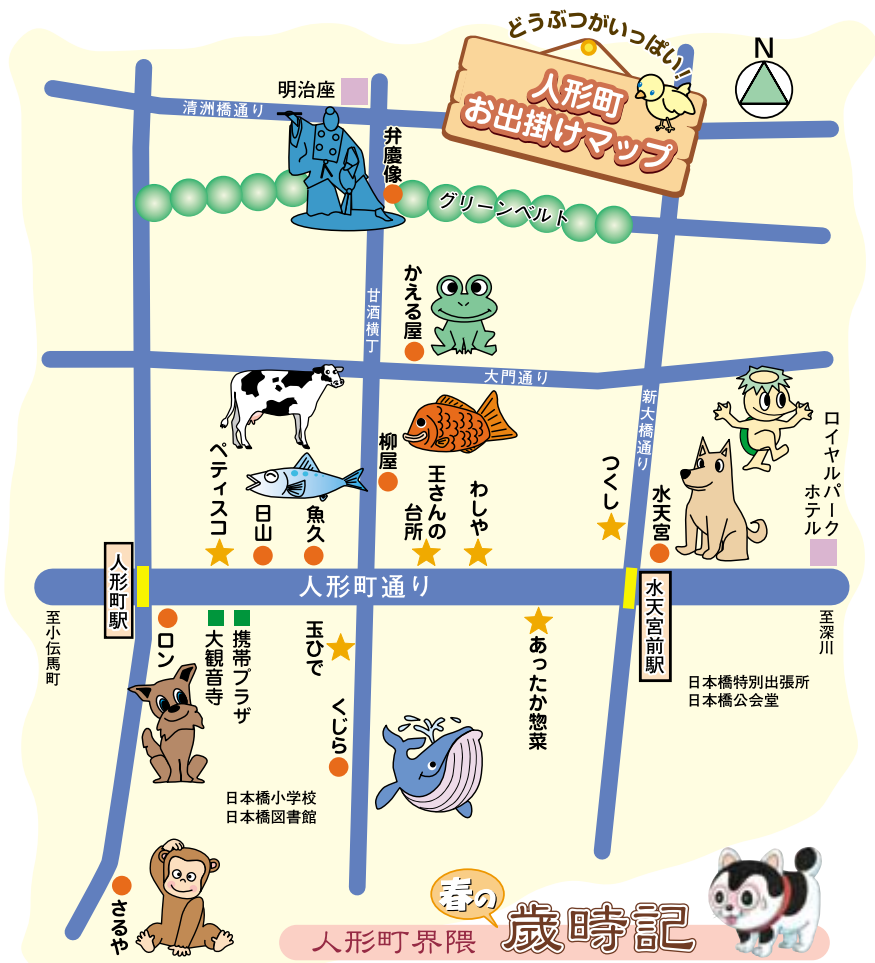 どうぶつがいっぱい!
人形町
お出掛けマップ
N
明治座
清洲橋通り
弁慶像
グリーンベルト
かえる屋
甘酒横丁
大門通り
新大橋通り
ロイヤルパーク
ホテル
ペティスコ
日山
魚久
柳屋
王さんの
台所
わしや
つくし
水天宮
人形町駅
人形町通り
水天宮前駅
至小伝馬町
至深川
ロン
大観音寺
携帯プラザ
玉ひで
くじら
あったか惣菜
日本橋特別出張所
日本橋公会堂
日本橋小学校
日本橋図書館
さるや
春の
人形町界隈
歳時記